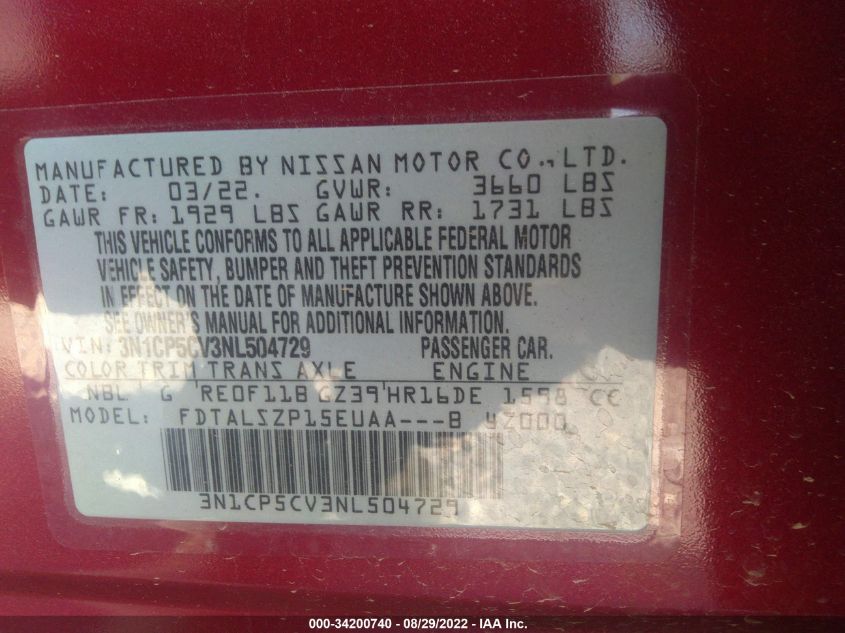 MANUFACTURED BY NISSAN MOTOR CO., LTD.
DATE: 03/22. GVWR: 3660 LBS
GAWR FR: 1929 LBS GAWR RR: 1731 LBS
THIS VEHICLE CONFORMS TO ALL APPLICABLE FEDERAL MOTOR
VEHICLE SAFETY, BUMPER AND THEFT PREVENTION STANDARDS
IN EFFECT ON THE DATE OF MANUFACTURE SHOWN ABOVE.
SEE OWNER'S MANUAL FOR ADDITIONAL INFORMATION.
VIN: 3N1CP5CV3NL504729 PASSENGER CAR.
COLOR TRIM TRANS AXLE ENGINE
NBL G RE0F11B GZ39 HR16DE 1598 CC
MODEL: FDTALSZP15EUAA---B YZ000
3N1CP5CV3NL504729
000-34200740 - 08/29/2022 - IAA Inc.